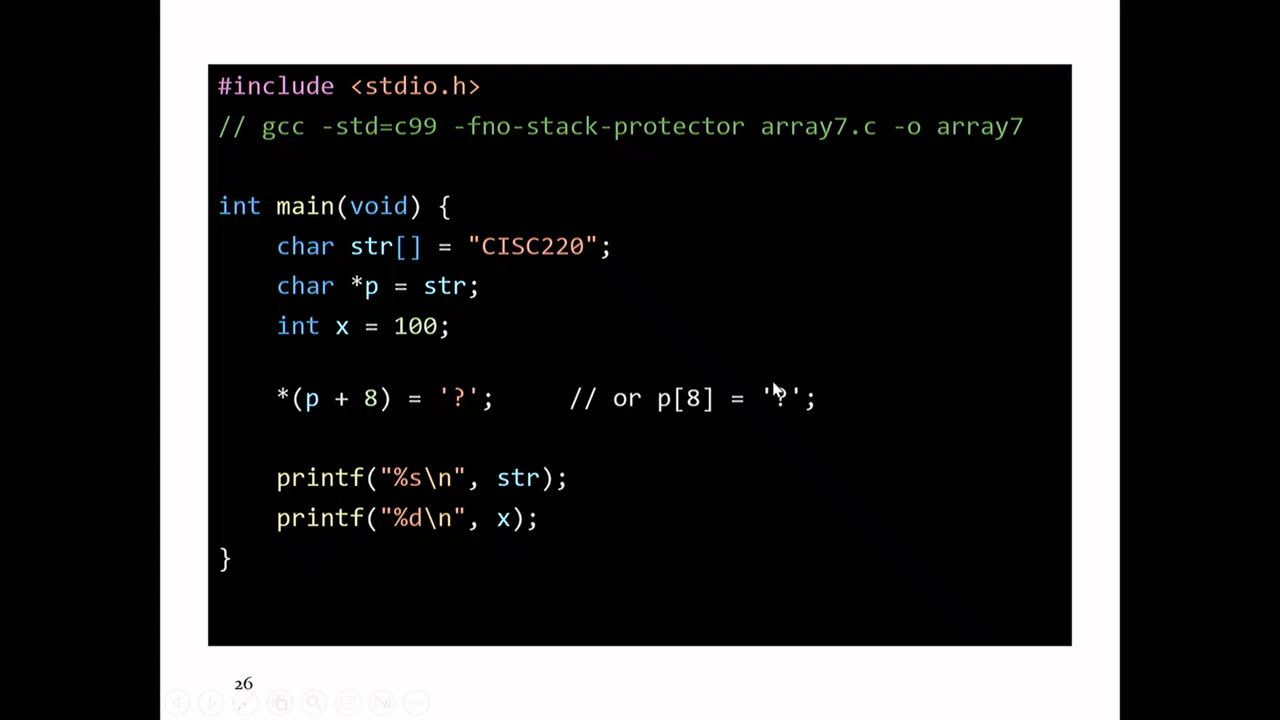 #include <stdio.h>
// gcc -std=c99 -fno-stack-protector array7.c -o array7
int main(void) {
    char str[] = "CISC220";
    char *p = str;
    int x = 100;
    *(p + 8) = '?';     // or p[8] = '?';
    printf("%s\n", str);
    printf("%d\n", x);
}
26